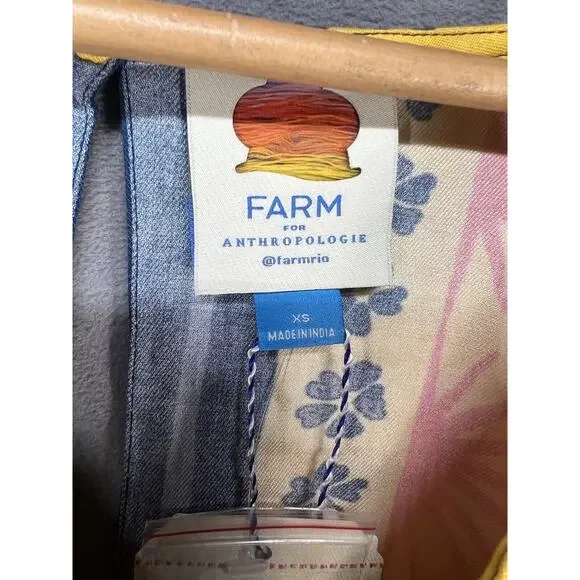 FARM
FOR
ANTHROPOLOGIE
@farmrio
XS
MADE IN INDIA